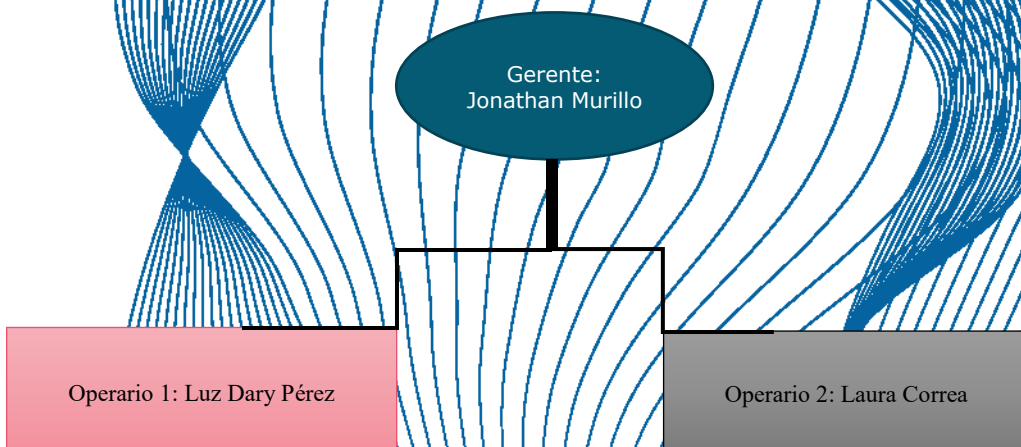 Gerente:
Jonathan Murillo
Operario 1: Luz Dary Pérez
Operario 2: Laura Correa